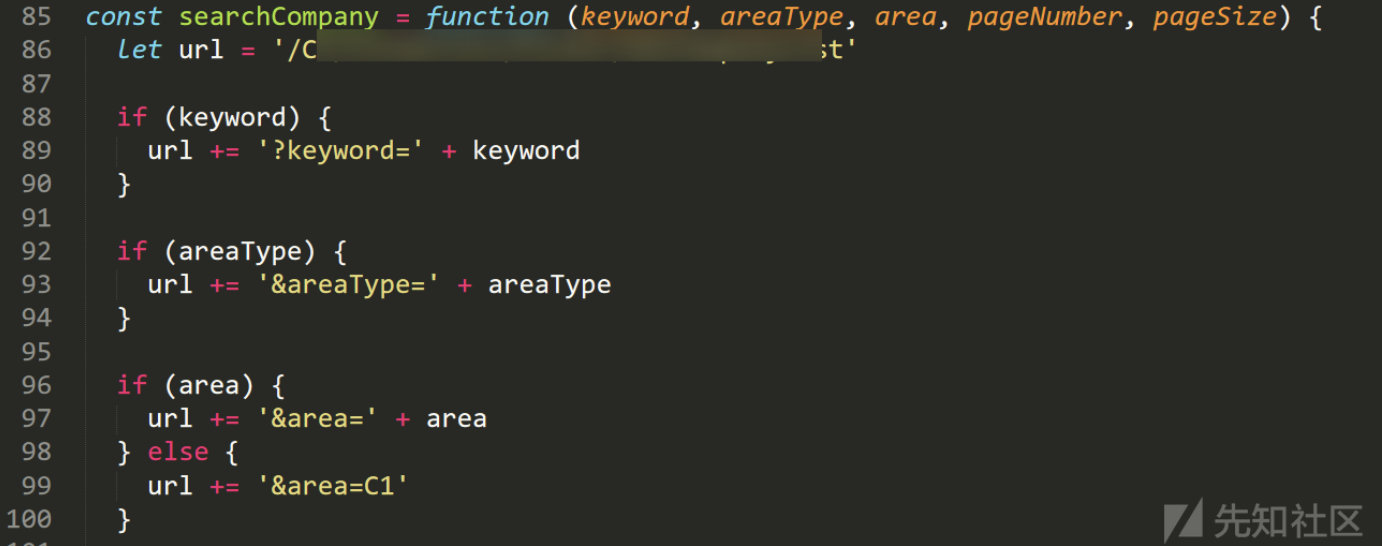 85 const searchCompany = function (keyword, areaType, area, pageNumber, pageSize) {
86 let url = '/C st'
87
88 if (keyword) {
89 url += '?keyword=' + keyword
90 }
91
92 if (areaType) {
93 url += '&areaType=' + areaType
94 }
95
96 if (area) {
97 url += '&area=' + area
98 } else {
99 url += '&area=C1'
100 }
先知社区